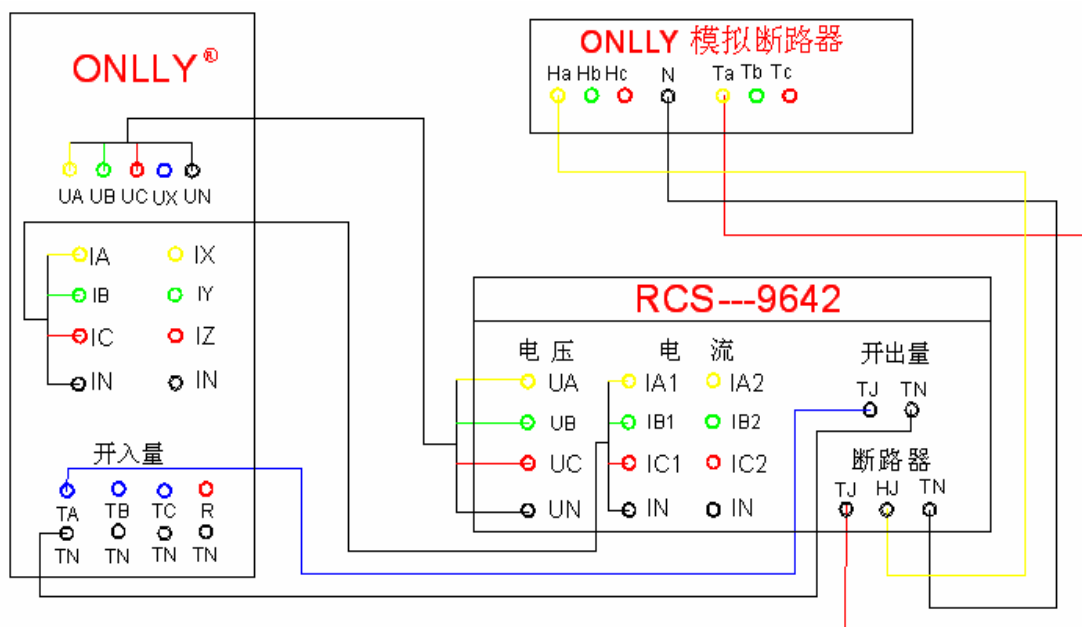 ONLLY®
UA UB UC UX UN
IA IX
IB IY
IC IZ
IN IN
开入量
TA TB TC R
TN TN TN TN
ONLLY 模拟断路器
Ha Hb Hc N Ta Tb Tc
RCS---9642
电 压 电 流 开出量
UA IA1 IA2 TJ TN
UB IB1 IB2
UC IC1 IC2 断路器
TJ HJ TN
UN IN IN